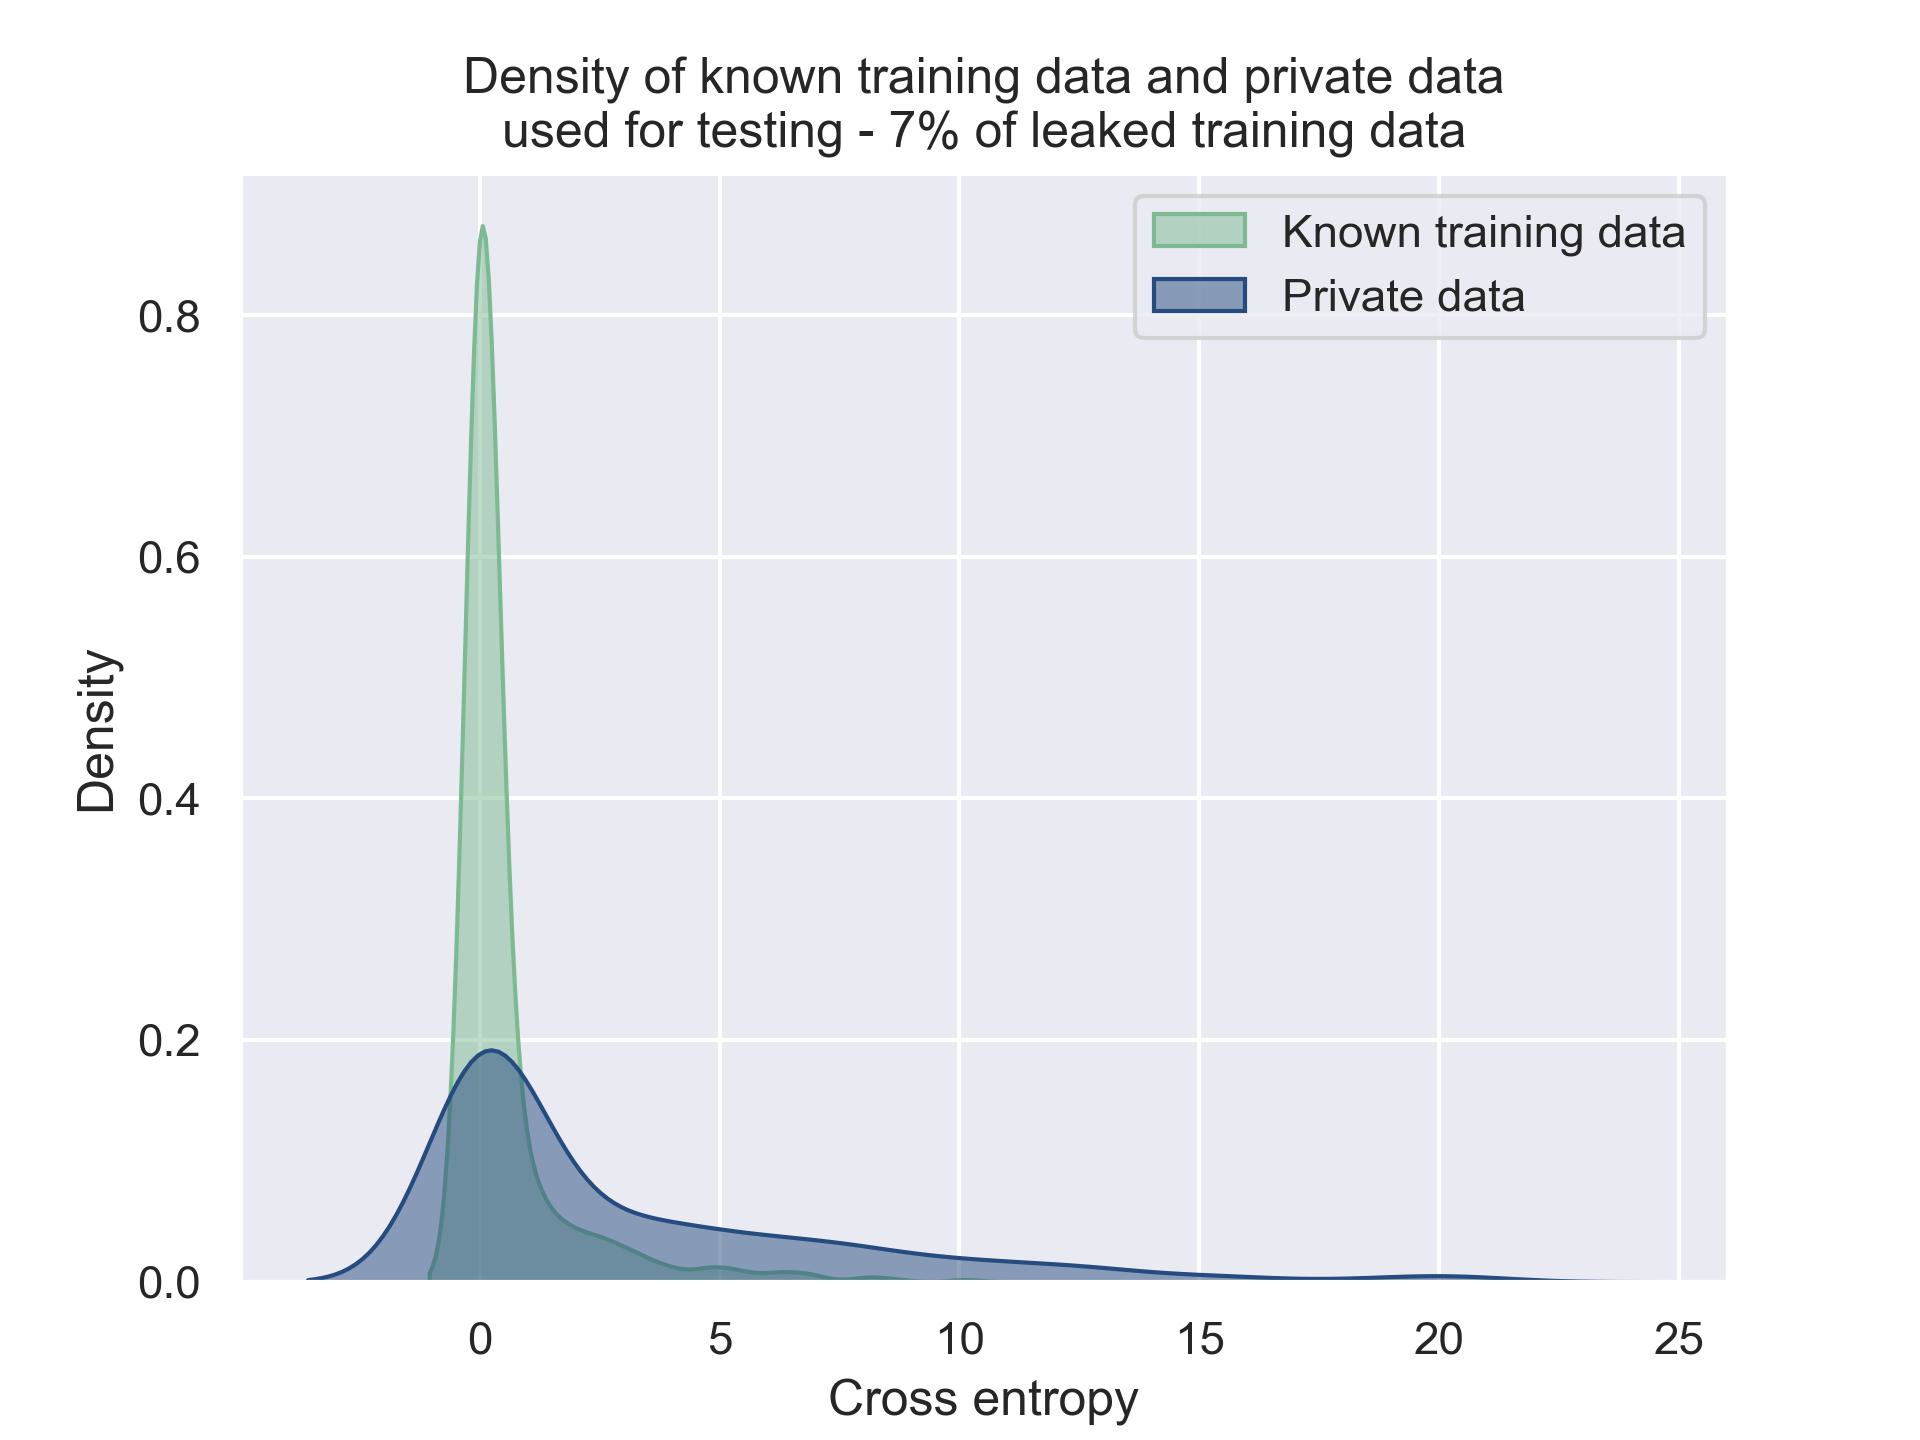 Density of known training data and private data
used for testing - 7% of leaked training data
Known training data
Private data
0.8
0.6
0.4
0.2
0.0
Density
0
5
10
15
20
25
Cross entropy